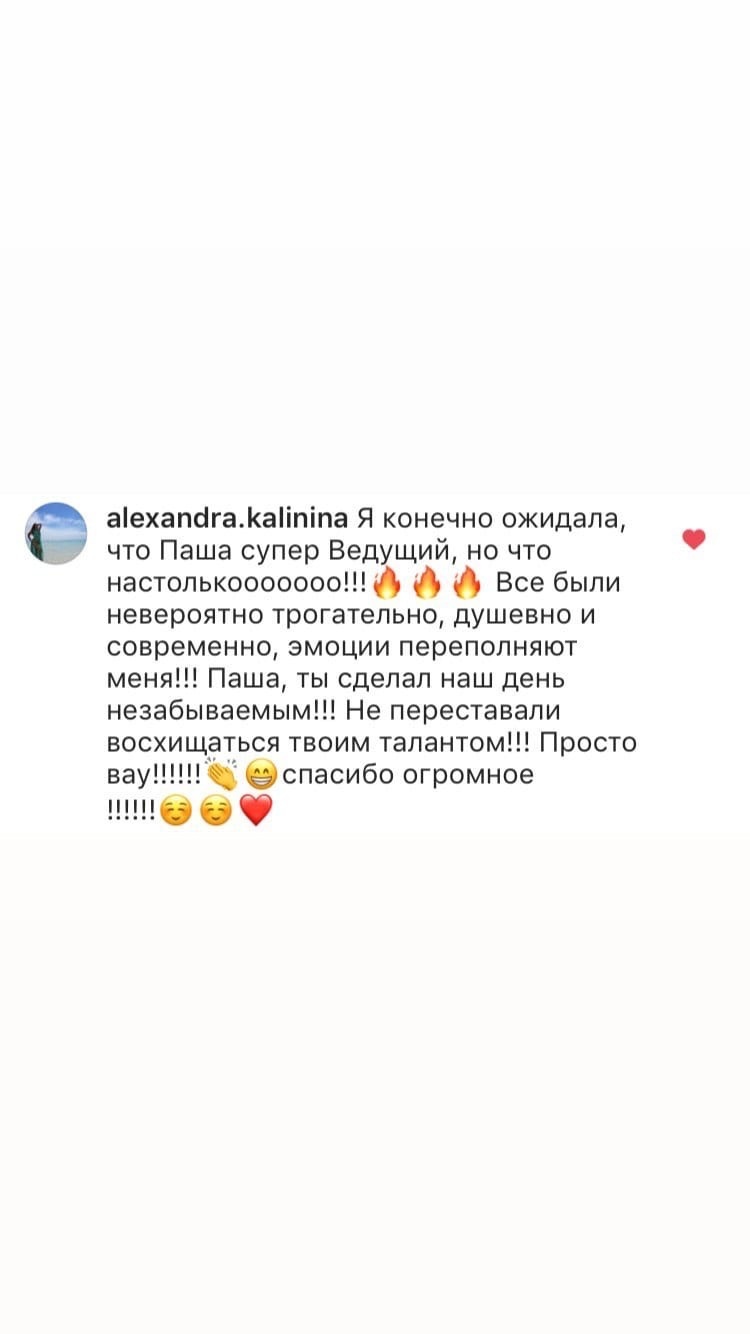 alexandra.kalinina Я конечно ожидала,
что Паша супер Ведущий, но что
настолькооооооо!!!🔥🔥🔥 Все были
невероятно трогательно, душевно и
современно, эмоции переполняют
меня!!! Паша, ты сделал наш день
незабываемым!!! Не переставали
восхищаться твоим талантом!!! Просто
вау!!!!!!👏😁спасибо огромное
!!!!!!☺️☺️❤️